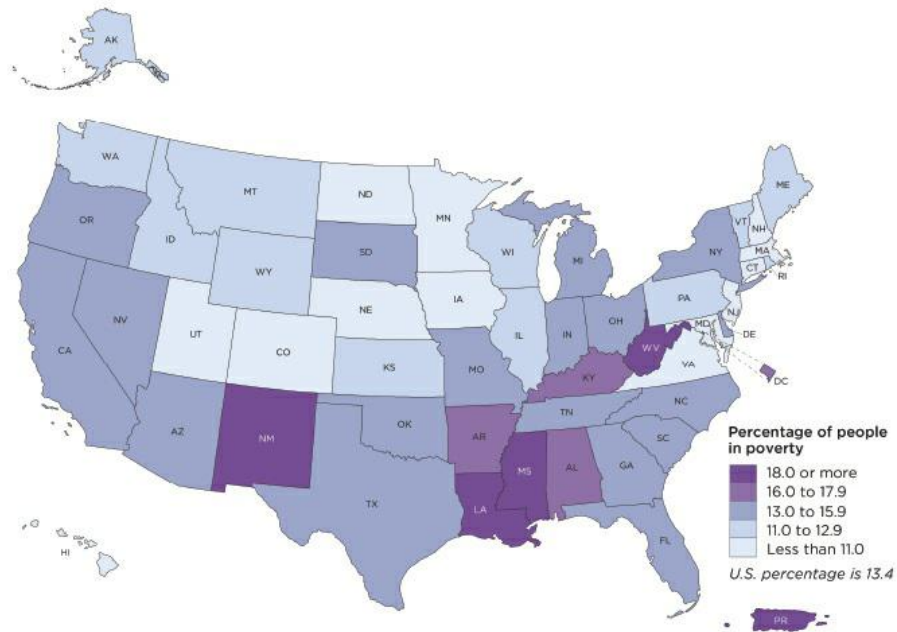 AK
WA
MT
ND
MN
ME
OR
ID
WY
SD
WI
MI
NY
VT
NH
MA
CT
RI
NV
UT
CO
NE
IA
IL
IN
OH
PA
NJ
MD
DE
DC
CA
AZ
NM
KS
MO
KY
WV
VA
OK
AR
TN
NC
SC
TX
LA
MS
AL
GA
FL
HI
PR
Percentage of people
in poverty
18.0 or more
16.0 to 17.9
13.0 to 15.9
11.0 to 12.9
Less than 11.0
U.S. percentage is 13.4